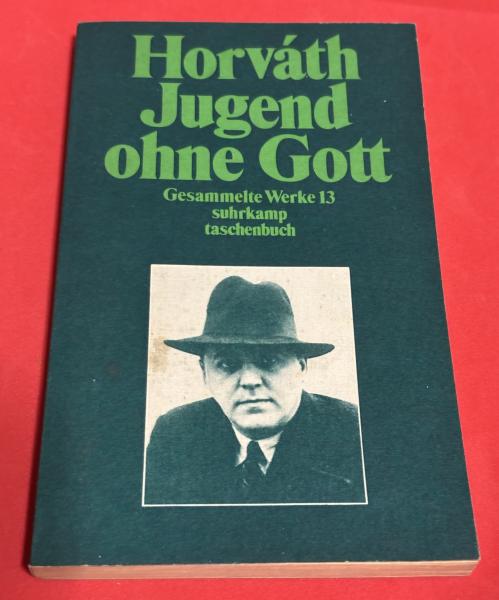 Horváth
Jugend
ohne Gott
Gesammelte Werke 13
suhrkamp
taschenbuch